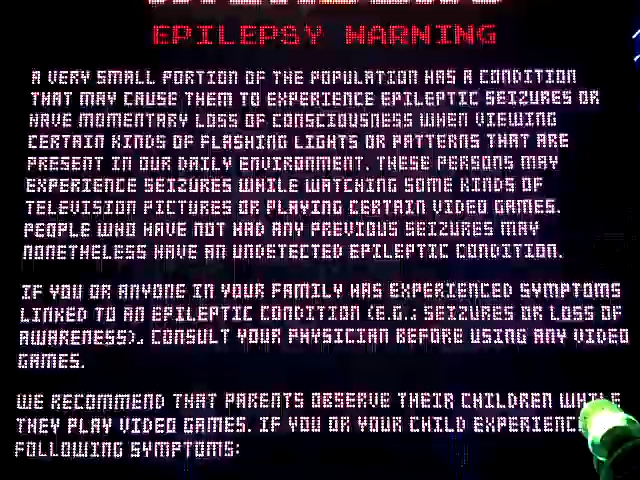 EPILEPSY WARNING
A VERY SMALL PORTION OF THE POPULATION HAS A CONDITION
THAT MAY CAUSE THEM TO EXPERIENCE EPILEPTIC SEIZURES OR
HAVE MOMENTARY LOSS OF CONSCIOUSNESS WHEN VIEWING
CERTAIN KINDS OF FLASHING LIGHTS OR PATTERNS THAT ARE
PRESENT IN OUR DAILY ENVIRONMENT. THESE PERSONS MAY
EXPERIENCE SEIZURES WHILE WATCHING SOME KINDS OF
TELEVISION PICTURES OR PLAYING CERTAIN VIDEO GAMES.
PEOPLE WHO HAVE NOT HAD ANY PREVIOUS SEIZURES MAY
NONETHELESS HAVE AN UNDETECTED EPILEPTIC CONDITION.
IF YOU OR ANYONE IN YOUR FAMILY HAS EXPERIENCED SYMPTOMS
LINKED TO AN EPILEPTIC CONDITION (E.G.: SEIZURES OR LOSS OF
AWARENESS), CONSULT YOUR PHYSICIAN BEFORE USING ANY VIDEO
GAMES.
WE RECOMMEND THAT PARENTS OBSERVE THEIR CHILDREN WHILE
THEY PLAY VIDEO GAMES. IF YOU OR YOUR CHILD EXPERIENC
FOLLOWING SYMPTOMS: